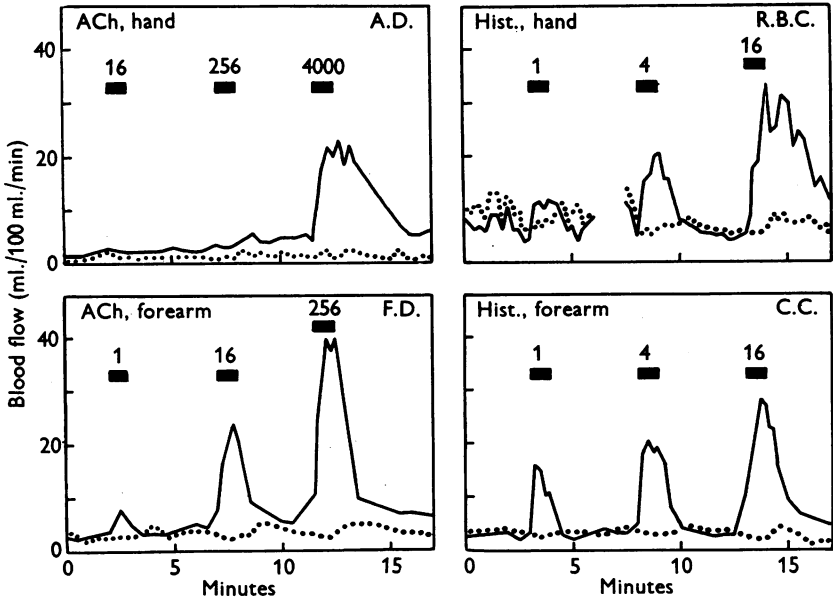 ACh, hand A.D.
16 256 4000
40
20
0
Hist., hand R.B.C.
1 4 16
Blood flow (ml./100 ml./min)
ACh, forearm F.D.
1 16 256
40
20
0
0 5 10 15
Minutes
Hist., forearm C.C.
1 4 16
0 5 10 15
Minutes